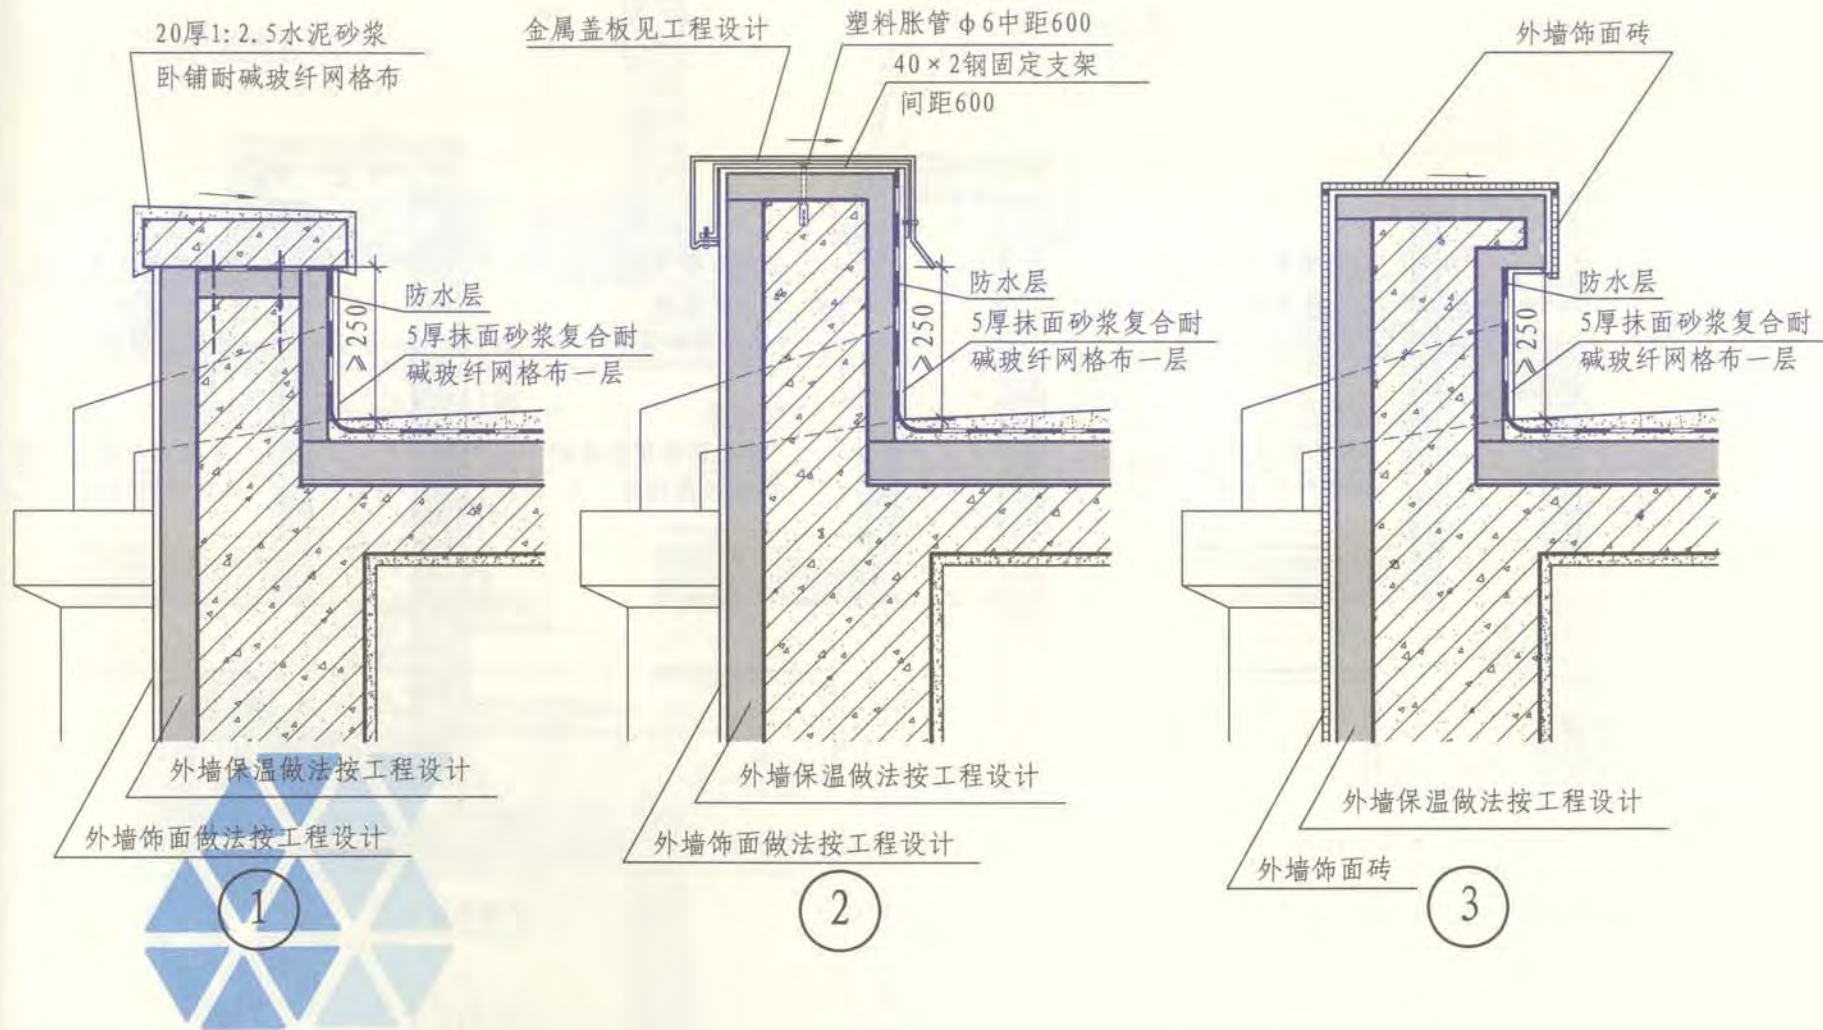 20厚1:2.5水泥砂浆
卧铺耐碱玻纤网格布
防水层
≥250
5厚抹面砂浆复合耐
碱玻纤网格布一层
外墙保温做法按工程设计
外墙饰面做法按工程设计
1
金属盖板见工程设计
塑料胀管φ6中距600
40×2钢固定支架
间距600
防水层
≥250
5厚抹面砂浆复合耐
碱玻纤网格布一层
外墙保温做法按工程设计
外墙饰面做法按工程设计
2
外墙饰面砖
防水层
≥250
5厚抹面砂浆复合耐
碱玻纤网格布一层
外墙保温做法按工程设计
外墙饰面砖
3